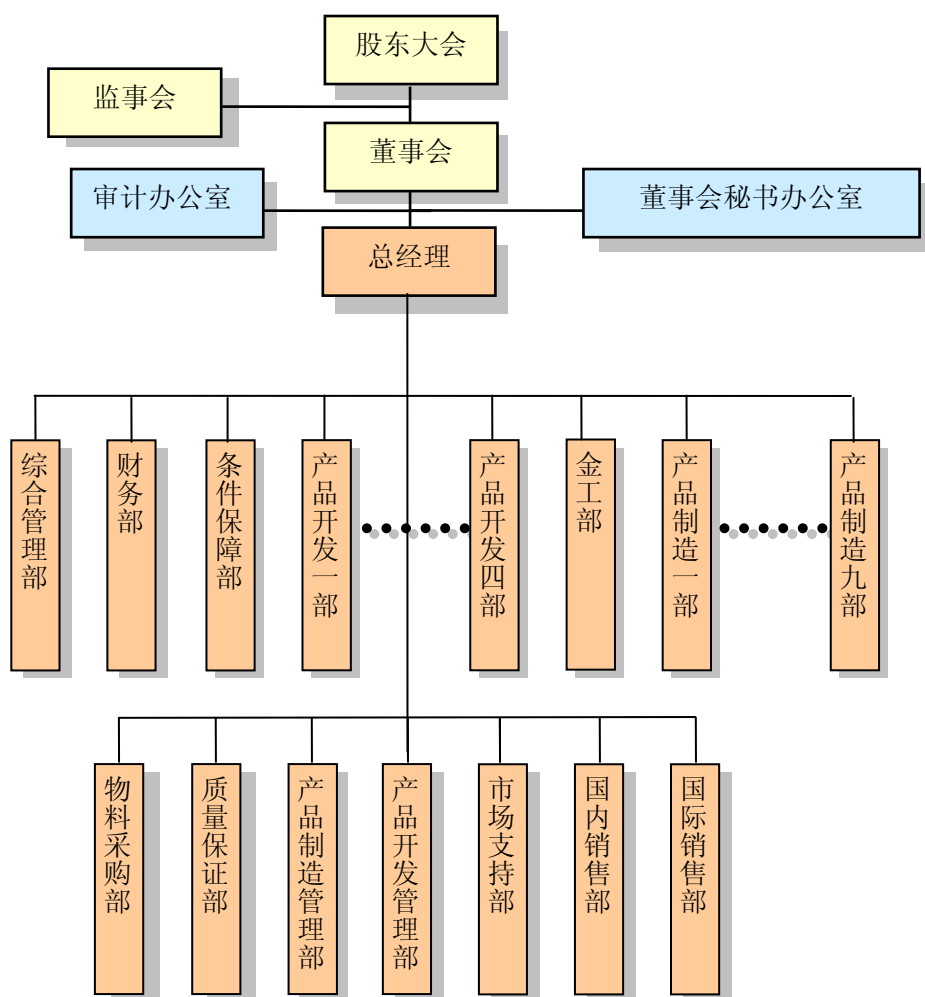 股东大会
监事会
董事会
审计办公室
董事会秘书办公室
总经理
综合管理部
财务部
条件保障部
产品开发一部
产品开发四部
金工部
产品制造一部
产品制造九部
物料采购部
质量保证部
产品制造管理部
产品开发管理部
市场支持部
国内销售部
国际销售部